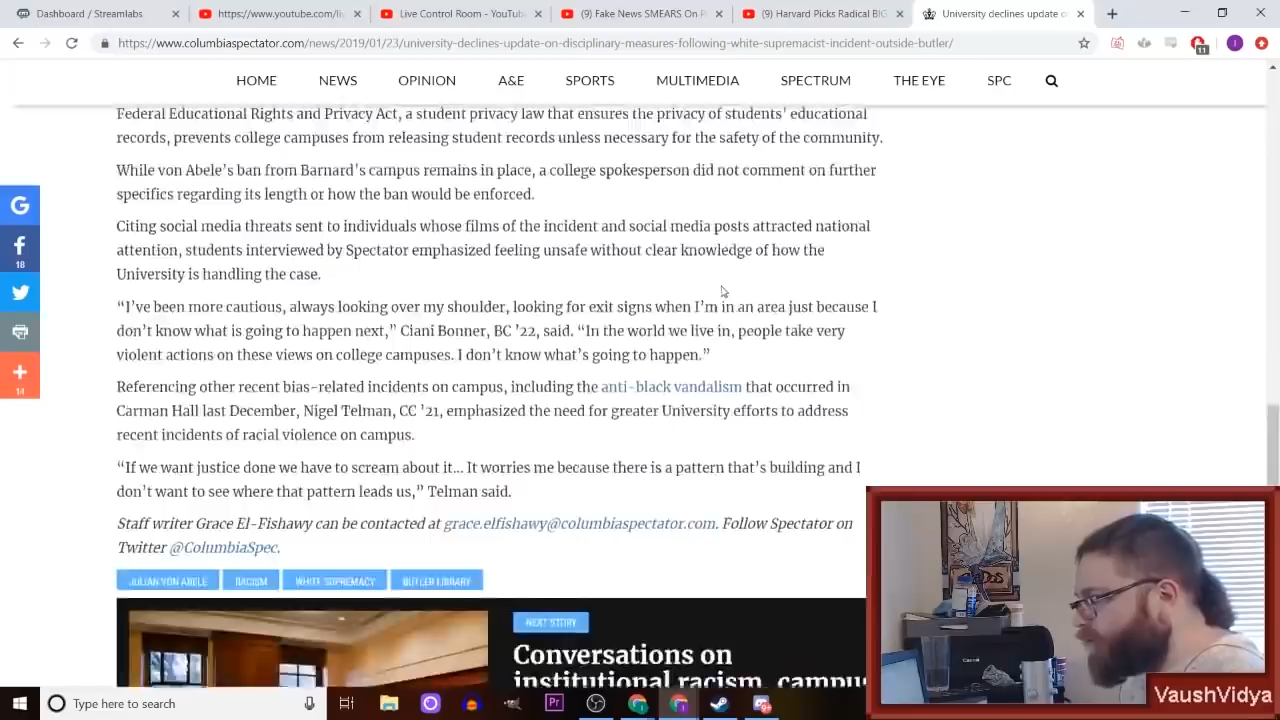 Dashboard / Streamlabs
https://www.youtube.com/li
Live Control Room - YouTub
(9) Fake News SMEARS On P
(9) Harvard Picks Radical BIG
University declines update o
https://www.columbiaspectator.com/news/2019/01/23/university-declines-update-on-disciplinary-measures-following-white-supremacist-incident-outside-butler/
11
HOME NEWS OPINION A&E SPORTS MULTIMEDIA SPECTRUM THE EYE SPC
Federal Educational Rights and Privacy Act, a student privacy law that ensures the privacy of students' educational
records, prevents college campuses from releasing student records unless necessary for the safety of the community.
While von Abele’s ban from Barnard's campus remains in place, a college spokesperson did not comment on further
specifics regarding its length or how the ban would be enforced.
Citing social media threats sent to individuals whose films of the incident and social media posts attracted national
attention, students interviewed by Spectator emphasized feeling unsafe without clear knowledge of how the
University is handling the case.
“I’ve been more cautious, always looking over my shoulder, looking for exit signs when I’m in an area just because I
don’t know what is going to happen next,” Ciani Bonner, BC ’22, said. “In the world we live in, people take very
violent actions on these views on college campuses. I don’t know what’s going to happen.”
Referencing other recent bias-related incidents on campus, including the anti-black vandalism that occurred in
Carman Hall last December, Nigel Telman, CC ’21, emphasized the need for greater University efforts to address
recent incidents of racial violence on campus.
“If we want justice done we have to scream about it... It worries me because there is a pattern that’s building and I
don’t want to see where that pattern leads us,” Telman said.
Staff writer Grace El-Fishawy can be contacted at grace.elfishawy@columbiaspectator.com. Follow Spectator on
Twitter @ColumbiaSpec.
JULIAN VON ABELE RACISM WHITE SUPREMACY BUTLER LIBRARY
NEXT STORY
Conversations on
institutional racism, campu
18
14
VaushVidya
Type here to search